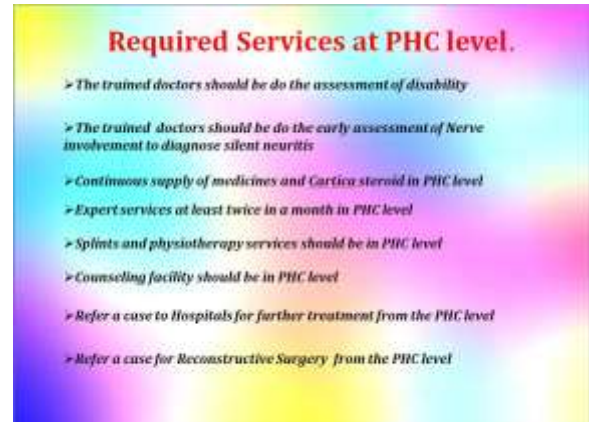 Required Services at PHC level.
➢The trained doctors should be do the assessment of disability
➢The trained doctors should be do the early assessment of Nerve
involvement to diagnose silent neuritis
➢Continuous supply of medicines and Cartica steroid in PHC level
➢Expert services at least twice in a month in PHC level
➢Splints and physiotherapy services should be in PHC level
➢Counseling facility should be in PHC level
➢Refer a case to Hospitals for further treatment from the PHC level
➢Refer a case for Reconstructive Surgery from the PHC level